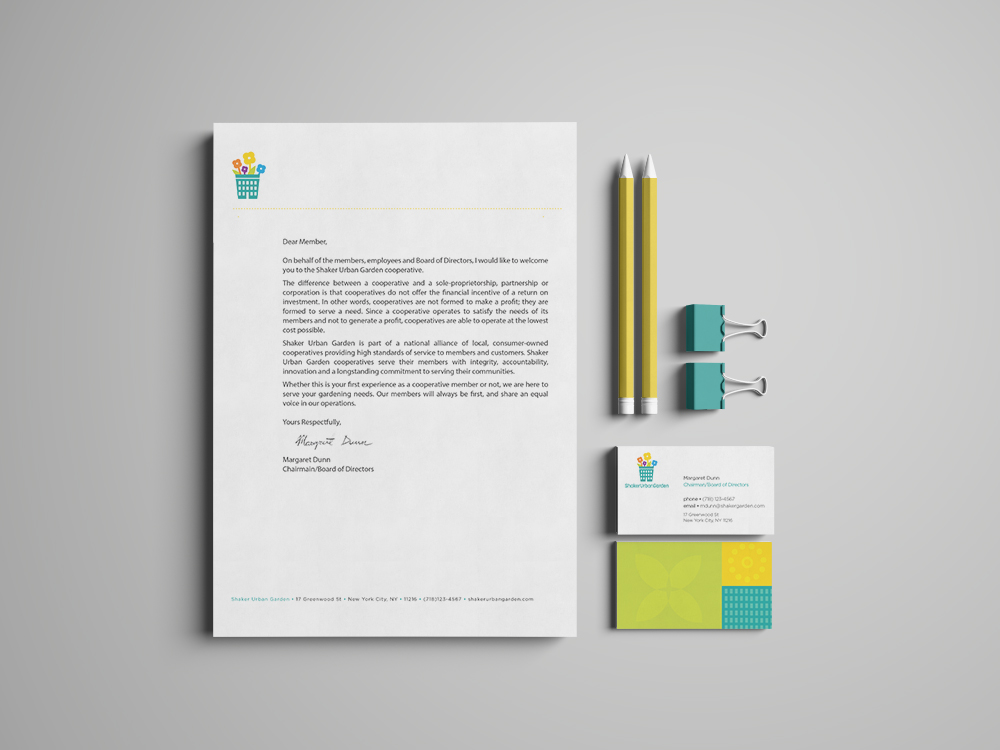 Dear Member,
On behalf of the members, employees and Board of Directors, I would like to welcome
you to the Shaker Urban Garden cooperative.
The difference between a cooperative and a sole-proprietorship, partnership or
corporation is that cooperatives do not offer the financial incentive of a return on
investment. In other words, cooperatives are not formed to make a profit; they are
formed to serve a need. Since a cooperative operates to satisfy the needs of its
members and not to generate a profit, cooperatives are able to operate at the lowest
cost possible.
Shaker Urban Garden is part of a national alliance of local, consumer-owned
cooperatives providing high standards of service to members and customers. Shaker
Urban Garden cooperatives serve their members with integrity, accountability,
innovation and a longstanding commitment to serving their communities.
Whether this is your first experience as a cooperative member or not, we are here to
serve your gardening needs. Our members will always be first, and share an equal
voice in our operations.
Yours Respectfully,
Margaret Dunn
Margaret Dunn
Chairmain/Board of Directors
Shaker Urban Garden • 17 Greenwood St • New York City, NY • 11216 • (718)123-4567 • shakerurbangarden.com
ShakerUrbanGarden
Margaret Dunn
Chairman/Board of Directors
phone • (718) 123-4567
email • mdunn@shakergarden.com
17 Greenwood St
New York City, NY 11216